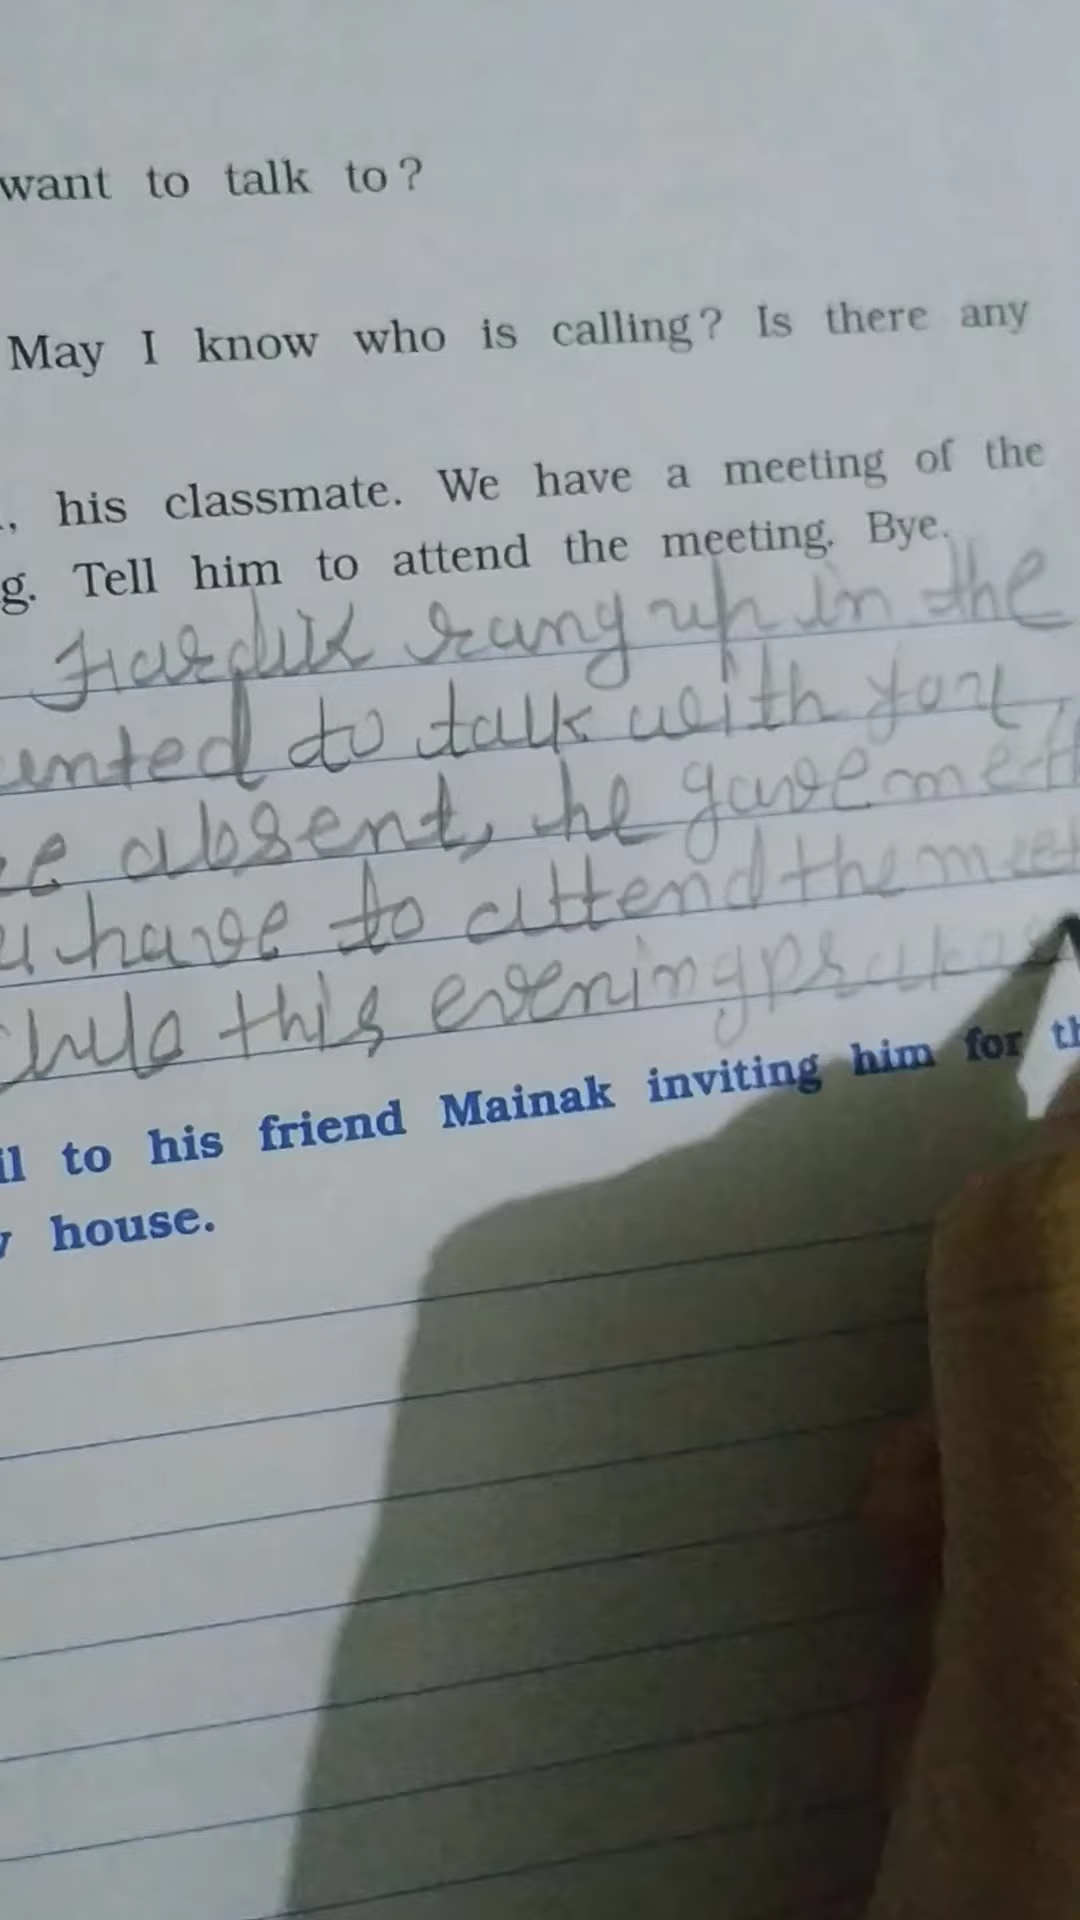 want to talk to?
May I know who is calling? Is there any
, his classmate. We have a meeting of the
g. Tell him to attend the meeting. Bye.
Hardik rang up in the
to talk with you,
absent, he gave me
have to attend the
this evening
to his friend Mainak inviting him for
house.